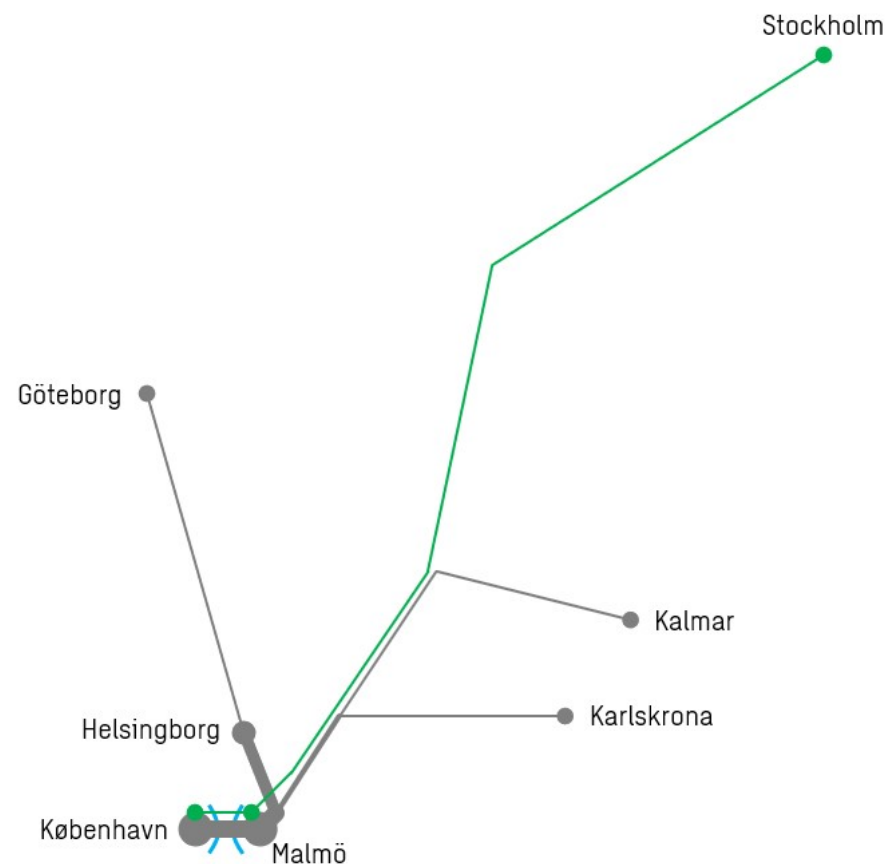 Stockholm
Göteborg
Kalmar
Karlskrona
Helsingborg
København
Malmö